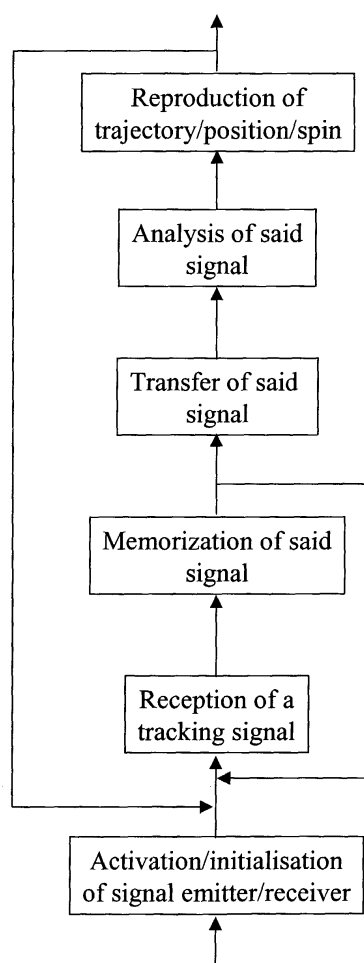 Reproduction of
trajectory/position/spin
Analysis of said
signal
Transfer of said
signal
Memorization of said
signal
Reception of a
tracking signal
Activation/initialisation
of signal emitter/receiver